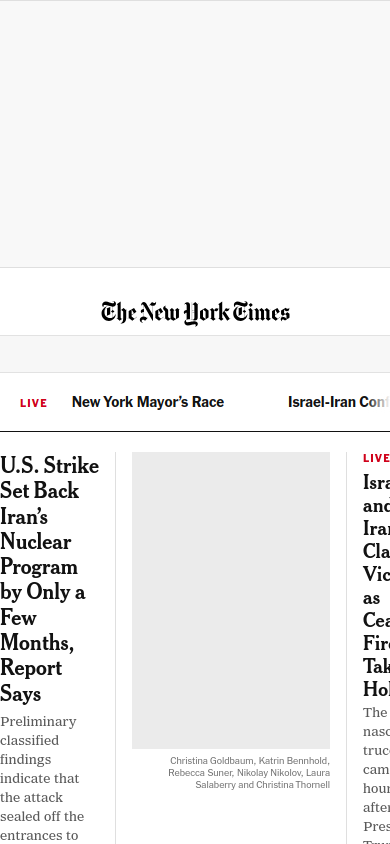 The New York Times
LIVE
New York Mayor's Race
Israel-Iran Conf
U.S. Strike
Set Back
Iran's
Nuclear
Program
by Only a
Few
Months,
Report
Says
Preliminary
classified
findings
indicate that
the attack
sealed off the
entrances to
Christina Goldbaum, Katrin Bennhold,
Rebecca Suner, Nikolay Nikolov, Laura
Salaberry and Christina Thornell
LIVE
Isra
and
Iran
Cla
Vic
as
Cea
Fire
Tak
Hol
The
nasc
truce
cam
hour
after
Pres